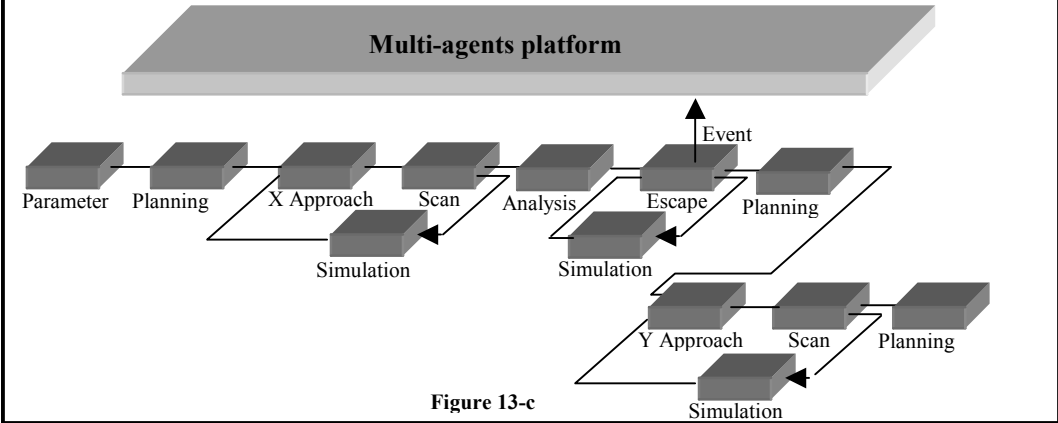 Multi-agents platform
Event
Parameter
Planning
X Approach
Scan
Analysis
Escape
Planning
Simulation
Simulation
Y Approach
Scan
Planning
Simulation
Figure 13-c